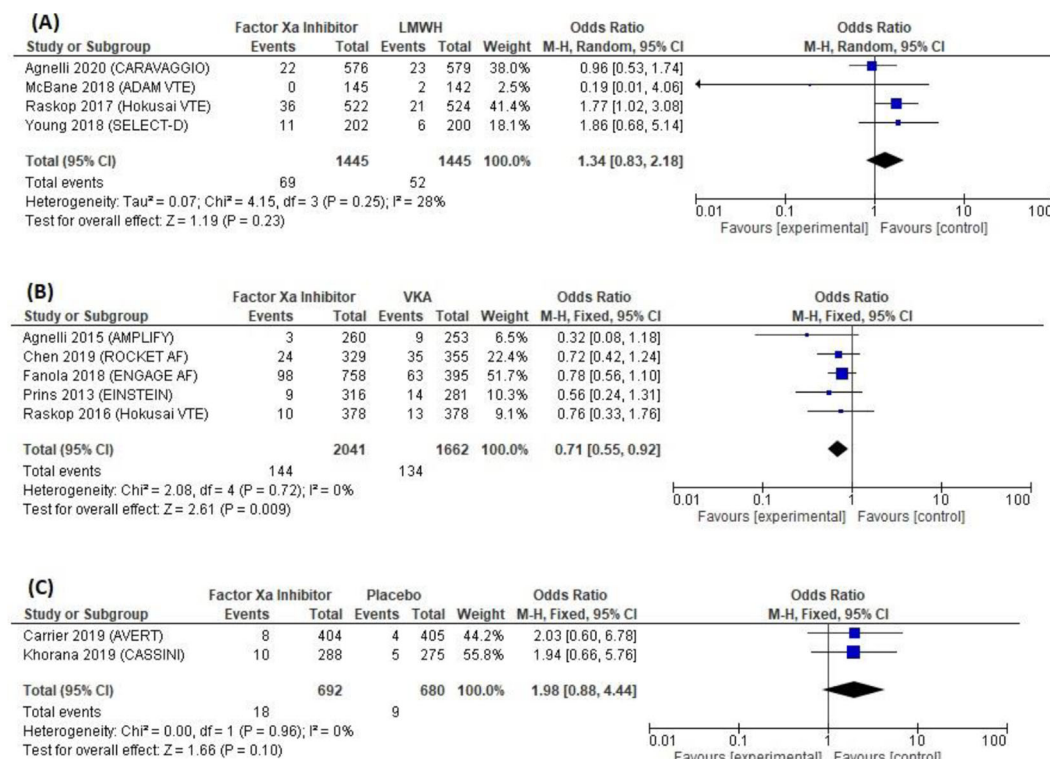 (A)
Factor Xa Inhibitor LMWH Odds Ratio Odds Ratio
Study or Subgroup Events Total Events Total Weight M-H, Random, 95% CI M-H, Random, 95% CI
Agnelli 2020 (CARAVAGGIO) 22 576 23 579 38.0% 0.96 [0.53, 1.74]
McBane 2018 (ADAM VTE) 0 145 2 142 2.5% 0.19 [0.01, 4.06]
Raskop 2017 (Hokusai VTE) 36 522 21 524 41.4% 1.77 [1.02, 3.08]
Young 2018 (SELECT-D) 11 202 6 200 18.1% 1.86 [0.68, 5.14]
Total (95% CI) 1445 1445 100.0% 1.34 [0.83, 2.18]
Total events 69 52
Heterogeneity: Tau² = 0.07; Chi² = 4.15, df = 3 (P = 0.25); I² = 28%
Test for overall effect: Z = 1.19 (P = 0.23)
0.01 0.1 1 10 100
Favours [experimental] Favours [control]
(B)
Factor Xa Inhibitor VKA Odds Ratio Odds Ratio
Study or Subgroup Events Total Events Total Weight M-H, Fixed, 95% CI M-H, Fixed, 95% CI
Agnelli 2015 (AMPLIFY) 3 260 9 253 6.5% 0.32 [0.08, 1.18]
Chen 2019 (ROCKET AF) 24 329 35 355 22.4% 0.72 [0.42, 1.24]
Fanola 2018 (ENGAGE AF) 98 758 63 395 51.7% 0.78 [0.56, 1.10]
Prins 2013 (EINSTEIN) 9 316 14 281 10.3% 0.56 [0.24, 1.31]
Raskop 2016 (Hokusai VTE) 10 378 13 378 9.1% 0.76 [0.33, 1.76]
Total (95% CI) 2041 1662 100.0% 0.71 [0.55, 0.92]
Total events 144 134
Heterogeneity: Chi² = 2.08, df = 4 (P = 0.72); I² = 0%
Test for overall effect: Z = 2.61 (P = 0.009)
0.01 0.1 1 10 100
Favours [experimental] Favours [control]
(C)
Factor Xa Inhibitor Placebo Odds Ratio Odds Ratio
Study or Subgroup Events Total Events Total Weight M-H, Fixed, 95% CI M-H, Fixed, 95% CI
Carrier 2019 (AVERT) 8 404 4 405 44.2% 2.03 [0.60, 6.78]
Khorana 2019 (CASSINI) 10 288 5 275 55.8% 1.94 [0.66, 5.76]
Total (95% CI) 692 680 100.0% 1.98 [0.88, 4.44]
Total events 18 9
Heterogeneity: Chi² = 0.00, df = 1 (P = 0.96); I² = 0%
Test for overall effect: Z = 1.66 (P = 0.10)
0.01 0.1 1 10 100
Favours [experimental] Favours [control]